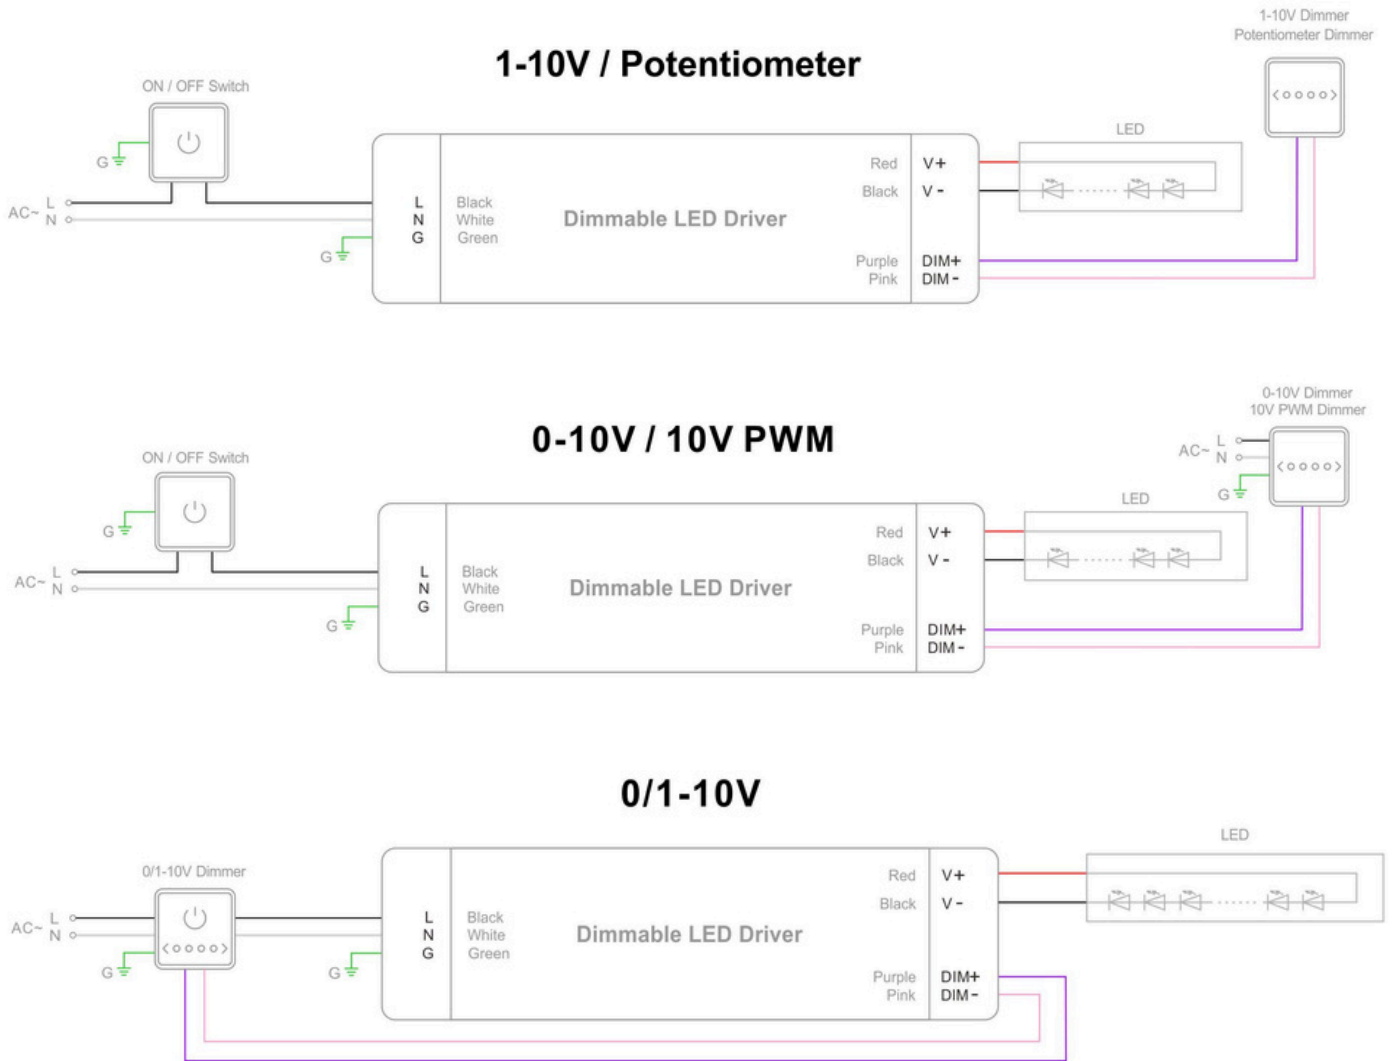 1-10V Dimmer
Potentiometer Dimmer
1-10V / Potentiometer
ON / OFF Switch
LED
G
AC~ L
N
G
L Black
N White
G Green
Dimmable LED Driver
Red V+
Black V -
Purple DIM+
Pink DIM -
0-10V Dimmer
10V PWM Dimmer
0-10V / 10V PWM
ON / OFF Switch
AC~ L
N
G
LED
G
AC~ L
N
G
L Black
N White
G Green
Dimmable LED Driver
Red V+
Black V -
Purple DIM+
Pink DIM -
0/1-10V
LED
0/1-10V Dimmer
AC~ L
N
G
G
L Black
N White
G Green
Dimmable LED Driver
Red V+
Black V -
Purple DIM+
Pink DIM -